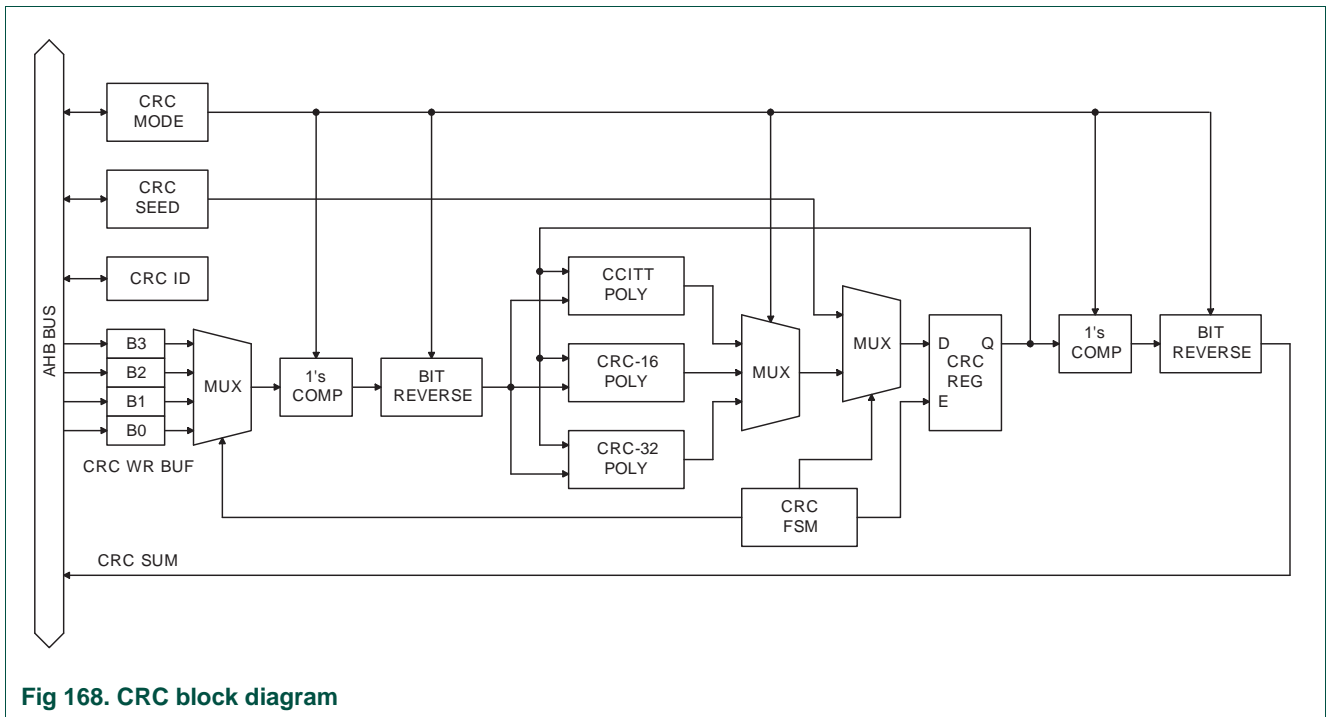 CRC
MODE
CRC
SEED
CRC ID
AHB BUS
B3
B2
B1
B0
CRC WR BUF
MUX
1's
COMP
BIT
REVERSE
CCITT
POLY
CRC-16
POLY
CRC-32
POLY
MUX
MUX
D Q
CRC
REG
E
1's
COMP
BIT
REVERSE
CRC
FSM
CRC SUM
Fig 168. CRC block diagram